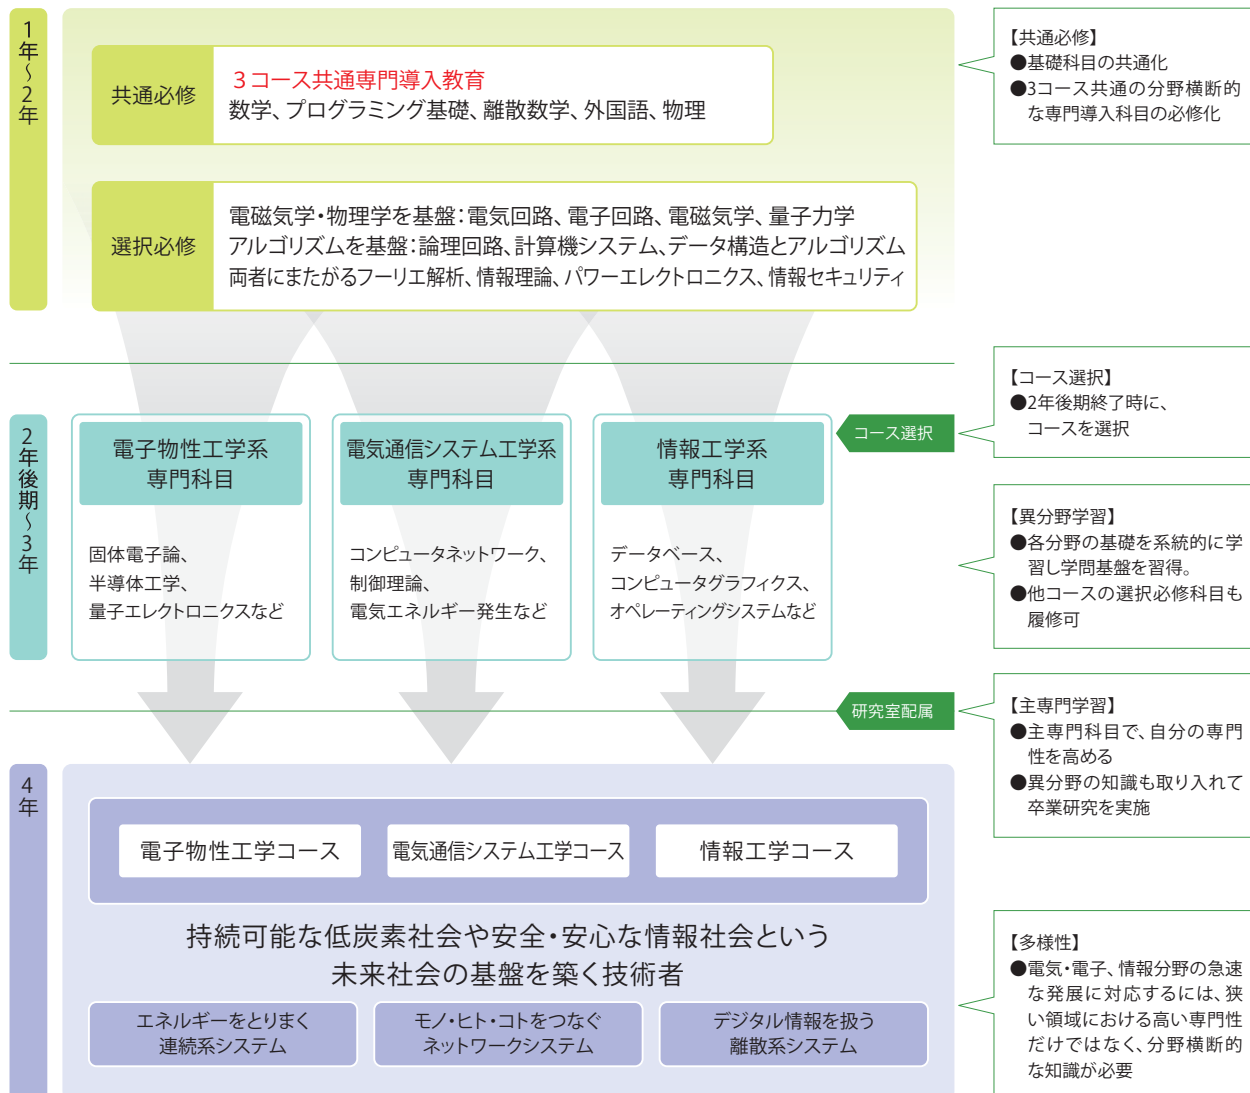 1年～2年
共通必修
3コース共通専門導入教育
数学、プログラミング基礎、離散数学、外国語、物理
選択必修
電磁気学・物理学を基盤：電気回路、電子回路、電磁気学、量子力学
アルゴリズムを基盤：論理回路、計算機システム、データ構造とアルゴリズム
両者にまたがるフーリエ解析、情報理論、パワーエレクトロニクス、情報セキュリティ
【共通必修】
●基礎科目の共通化
●3コース共通の分野横断的
な専門導入科目の必修化
2年後期～3年
電子物性工学系
専門科目
固体電子論、
半導体工学、
量子エレクトロニクスなど
電気通信システム工学系
専門科目
コンピュータネットワーク、
制御理論、
電気エネルギー発生など
情報工学系
専門科目
データベース、
コンピュータグラフィクス、
オペレーティングシステムなど
コース選択
【コース選択】
●2年後期終了時に、
コースを選択
【異分野学習】
●各分野の基礎を系統的に学
習し学問基盤を習得。
●他コースの選択必修科目も
履修可
研究室配属
【主専門学習】
●主専門科目で、自分の専門
性を高める
●異分野の知識も取り入れて
卒業研究を実施
4年
電子物性工学コース
電気通信システム工学コース
情報工学コース
持続可能な低炭素社会や安全・安心な情報社会という
未来社会の基盤を築く技術者
エネルギーをとりまく
連続系システム
モノ・ヒト・コトをつなぐ
ネットワークシステム
デジタル情報を扱う
離散系システム
【多様性】
●電気・電子、情報分野の急速
な発展に対応するには、狭
い領域における高い専門性
だけではなく、分野横断的
な知識が必要